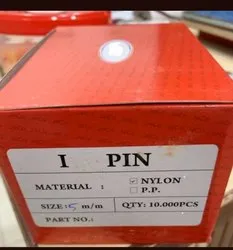 I PIN
MATERIAL : ☑ NYLON
☐ P.P.
SIZE: 5 m/m QTY: 10.000PCS
PART NO.: